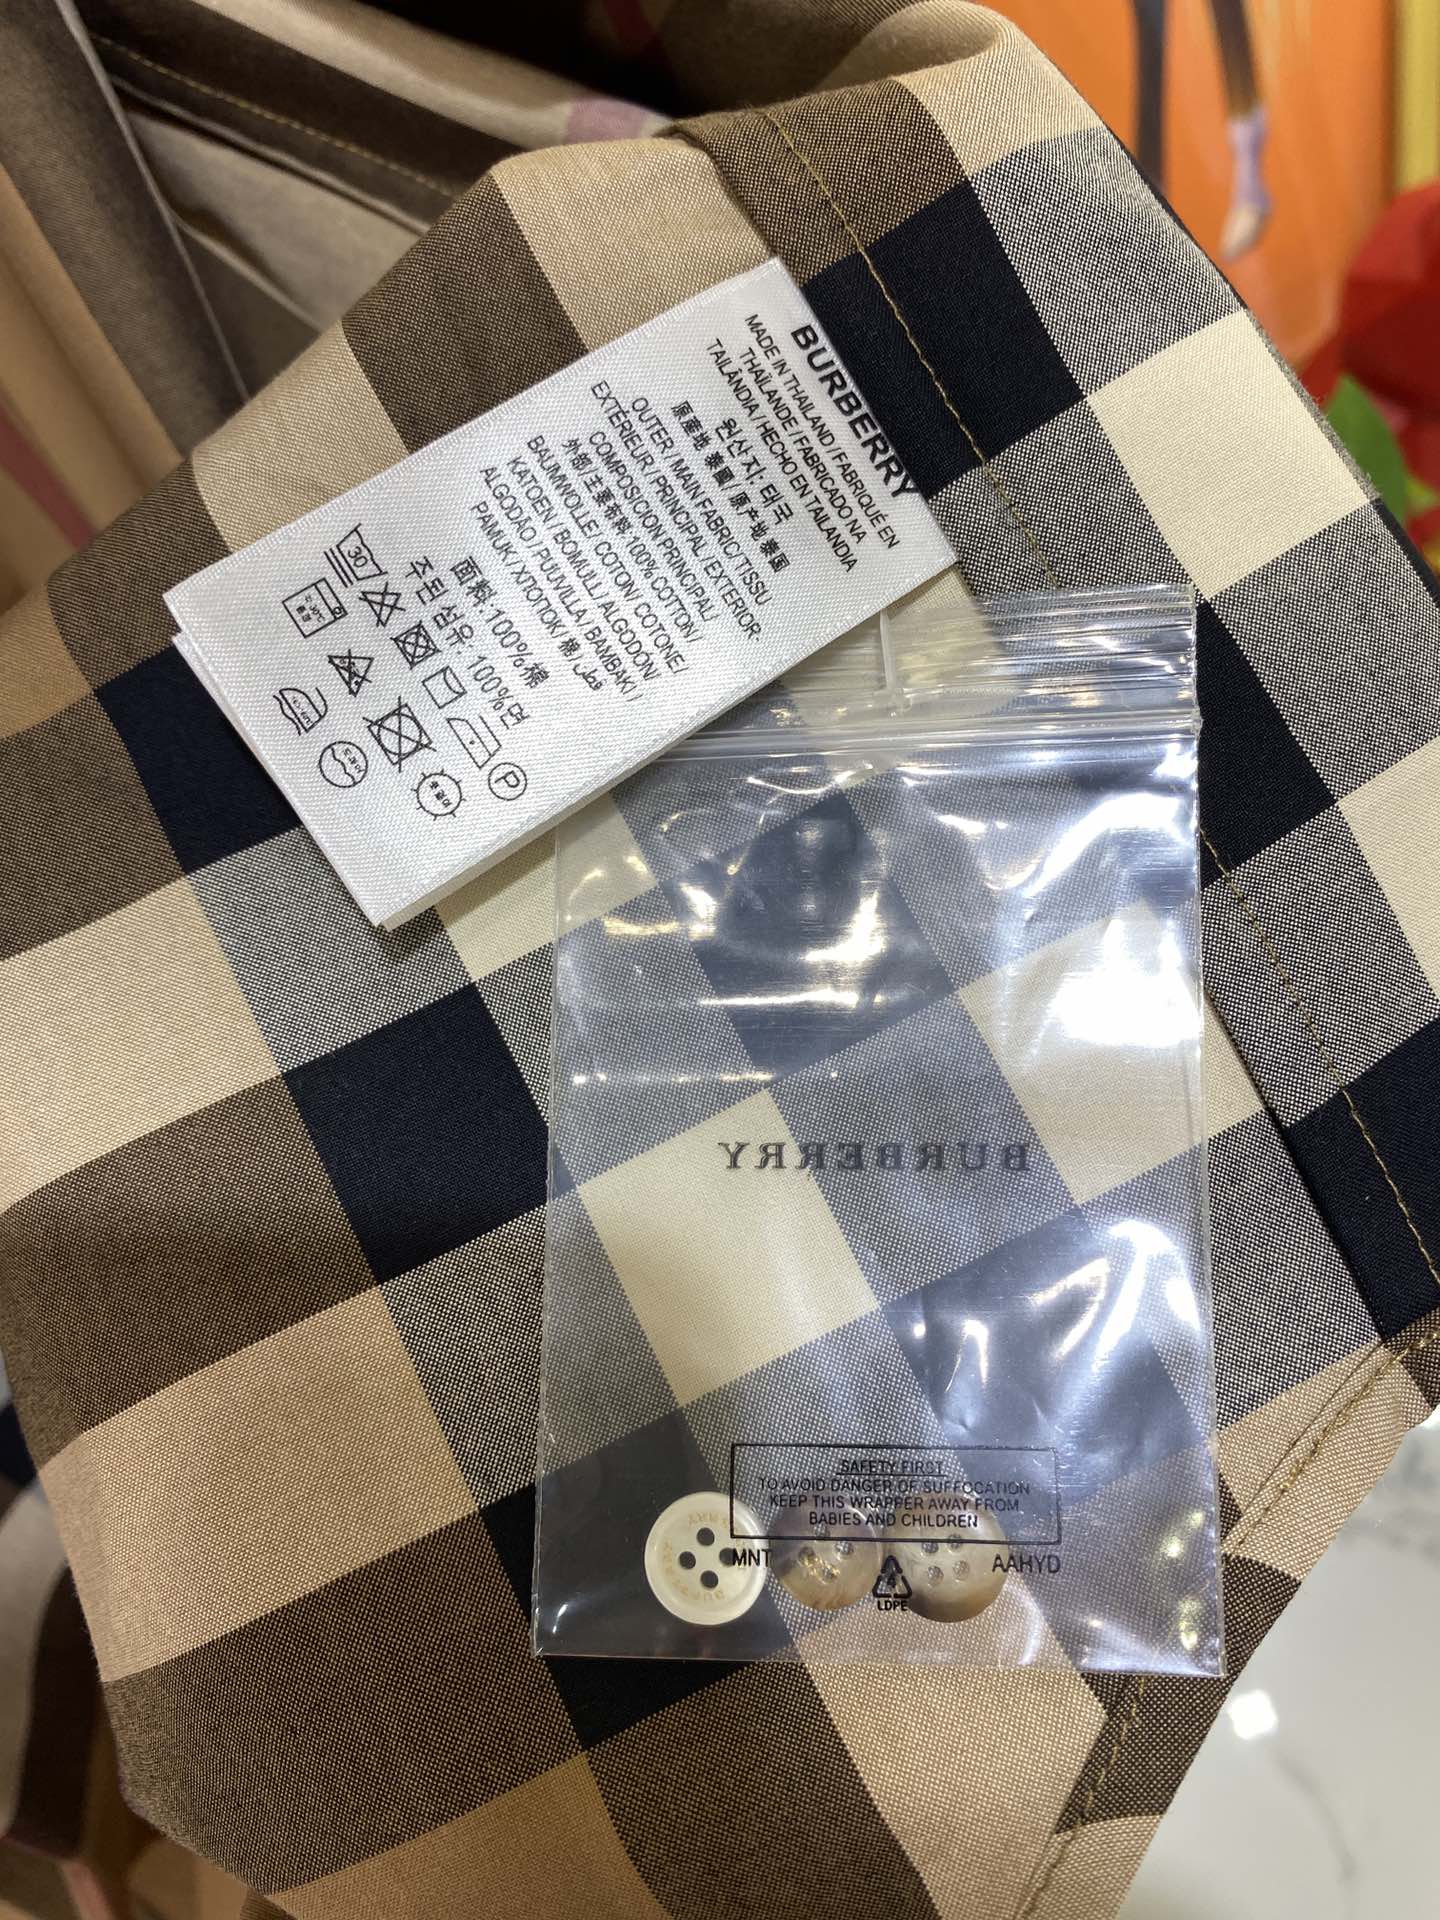 BURBERRY
MADE IN THAILAND / FABRIQUÉ EN
THAÏLANDE / FABRICADO NA
TAILÂNDIA / HECHO EN TAILANDIA
원산지: 태국
原産地 泰國 / 原产地 泰国
OUTER / MAIN FABRIC/ TISSU
EXTÉRIEUR / PRINCIPAL / EXTERIOR-
COMPOSICION PRINCIPAL/
外部/ 主要布料 100% COTTON/
BAUMWOLLE/ COTON/ COTONE/
KATOEN / BOMULL/ ALGODON/
ALGODÃO / PUUVILLA / BAMBAKI /
PAMUK / ХЛОПОК / 棉 / قطن
面料: 100% 棉
주된 섬유: 100% 면
30
P
BURBERRY
SAFETY FIRST
TO AVOID DANGER OF SUFFOCATION
KEEP THIS WRAPPER AWAY FROM
BABIES AND CHILDREN
MNT
AAHYD
4
LDPE